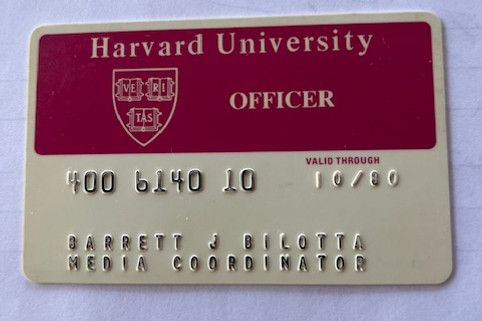 Harvard University
VE RI
TAS
OFFICER
VALID THROUGH
400 6140 10 10/80
BARRETT J BILOTTA
MEDIA COORDINATOR